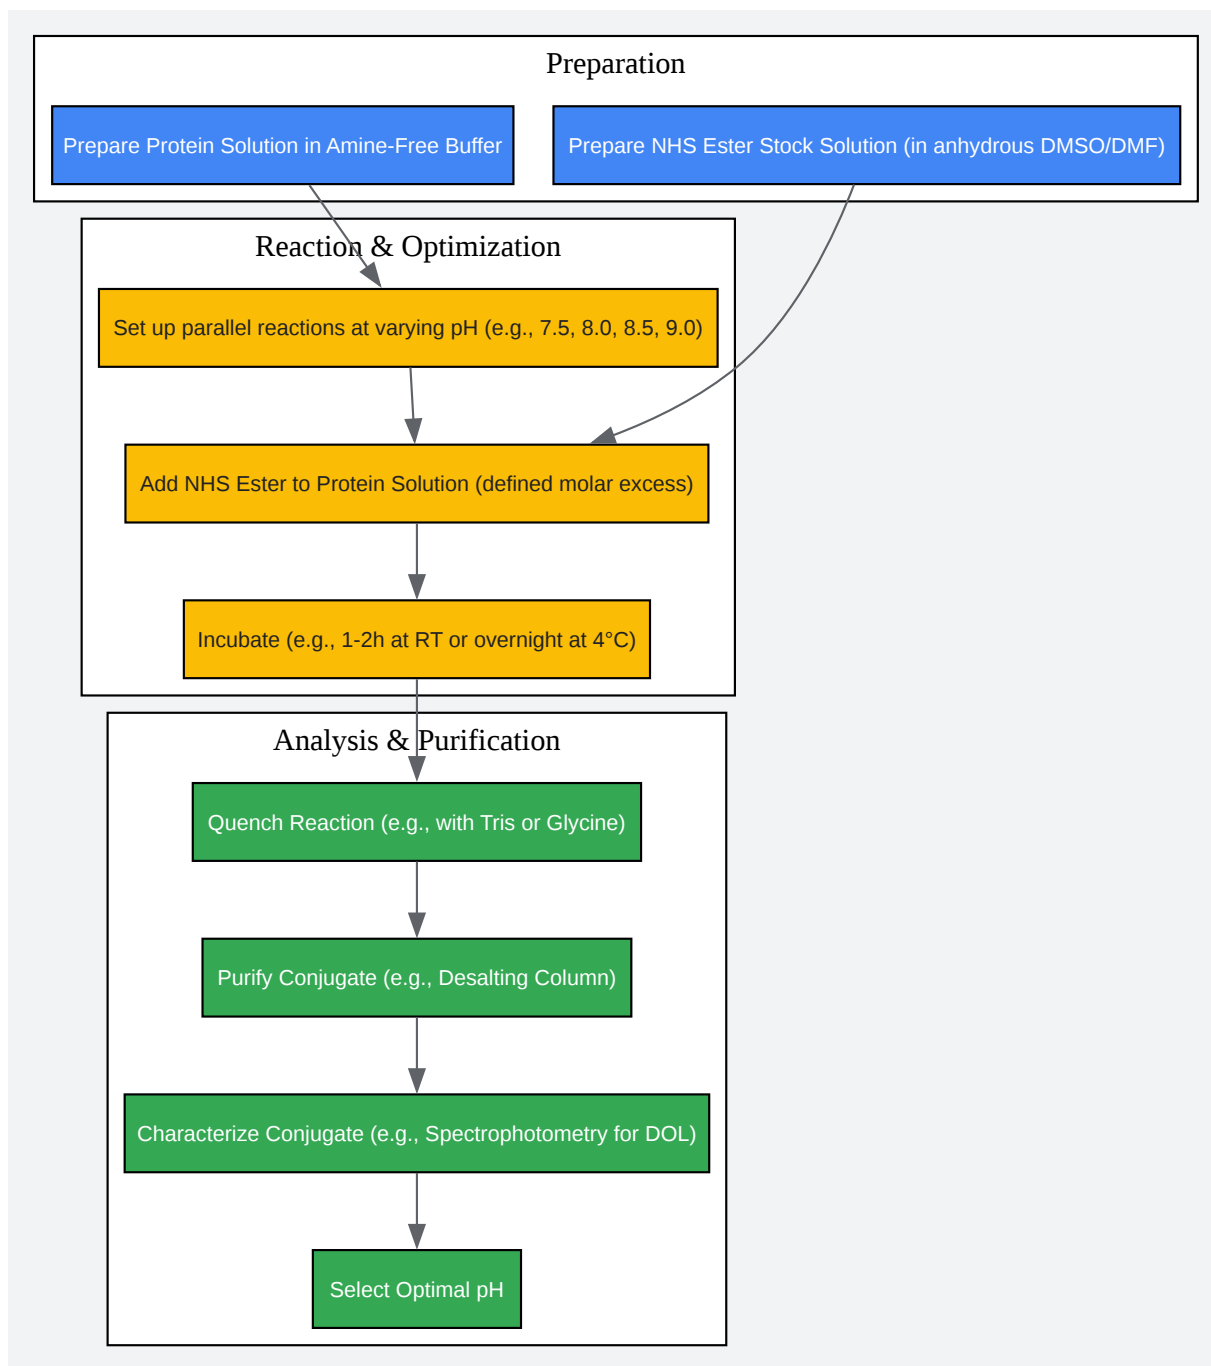 Preparation
Prepare Protein Solution in Amine-Free Buffer
Prepare NHS Ester Stock Solution (in anhydrous DMSO/DMF)
Reaction & Optimization
Set up parallel reactions at varying pH (e.g., 7.5, 8.0, 8.5, 9.0)
Add NHS Ester to Protein Solution (defined molar excess)
Incubate (e.g., 1-2h at RT or overnight at 4°C)
Analysis & Purification
Quench Reaction (e.g., with Tris or Glycine)
Purify Conjugate (e.g., Desalting Column)
Characterize Conjugate (e.g., Spectrophotometry for DOL)
Select Optimal pH